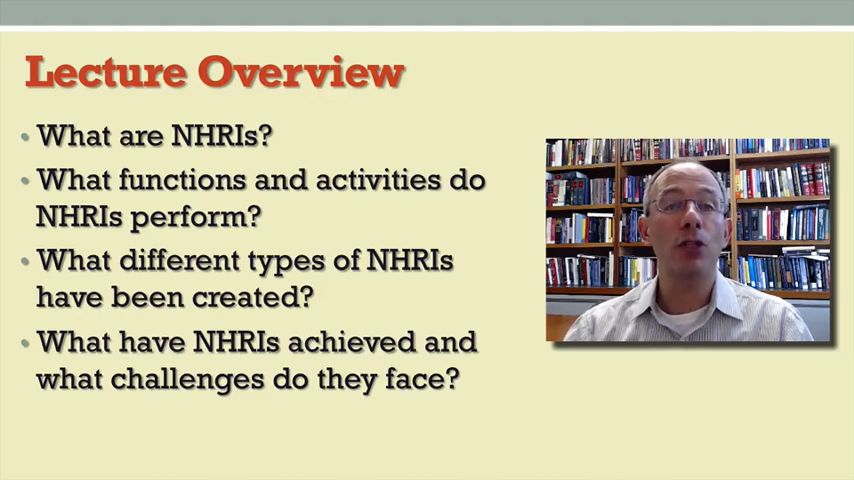 Lecture Overview
• What are NHRIs?
• What functions and activities do
NHRIs perform?
• What different types of NHRIs
have been created?
• What have NHRIs achieved and
what challenges do they face?